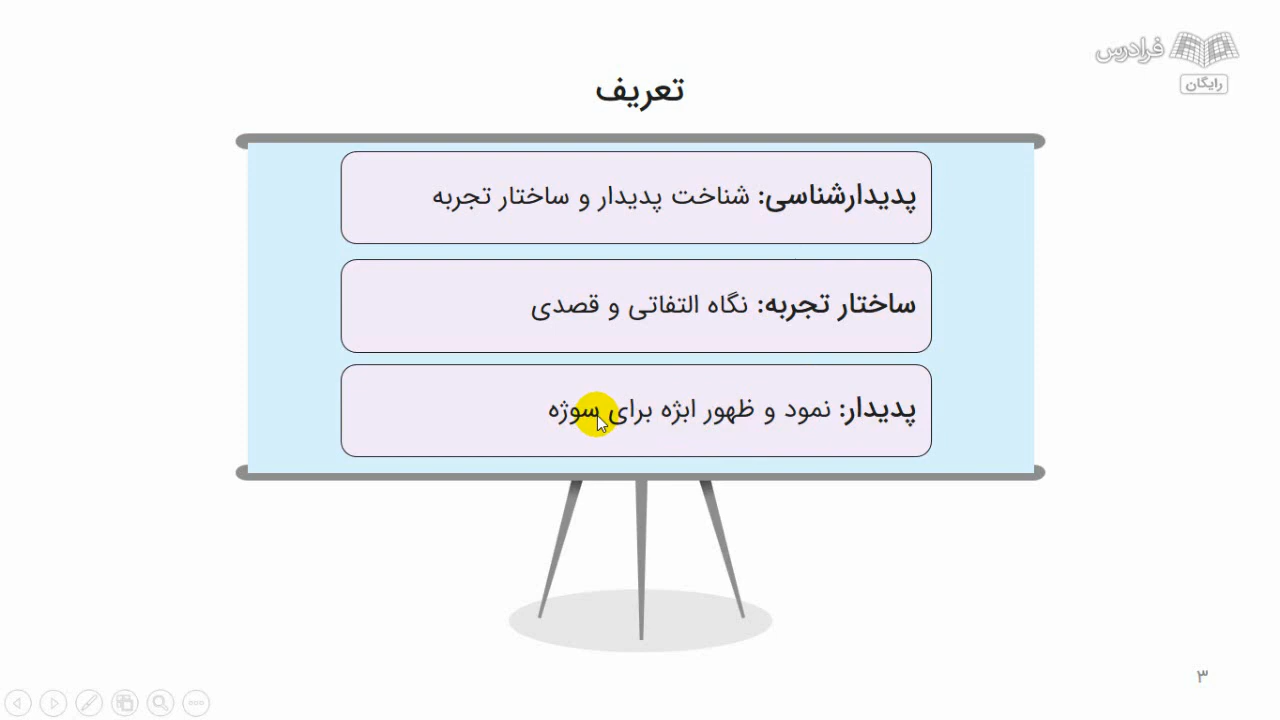 فرادرس
رایگان
تعریف
پدیدارشناسی: شناخت پدیدار و ساختار تجربه
ساختار تجربه: نگاه التفاتی و قصدی
پدیدار: نمود و ظهور ابژه برای سوژه
۳